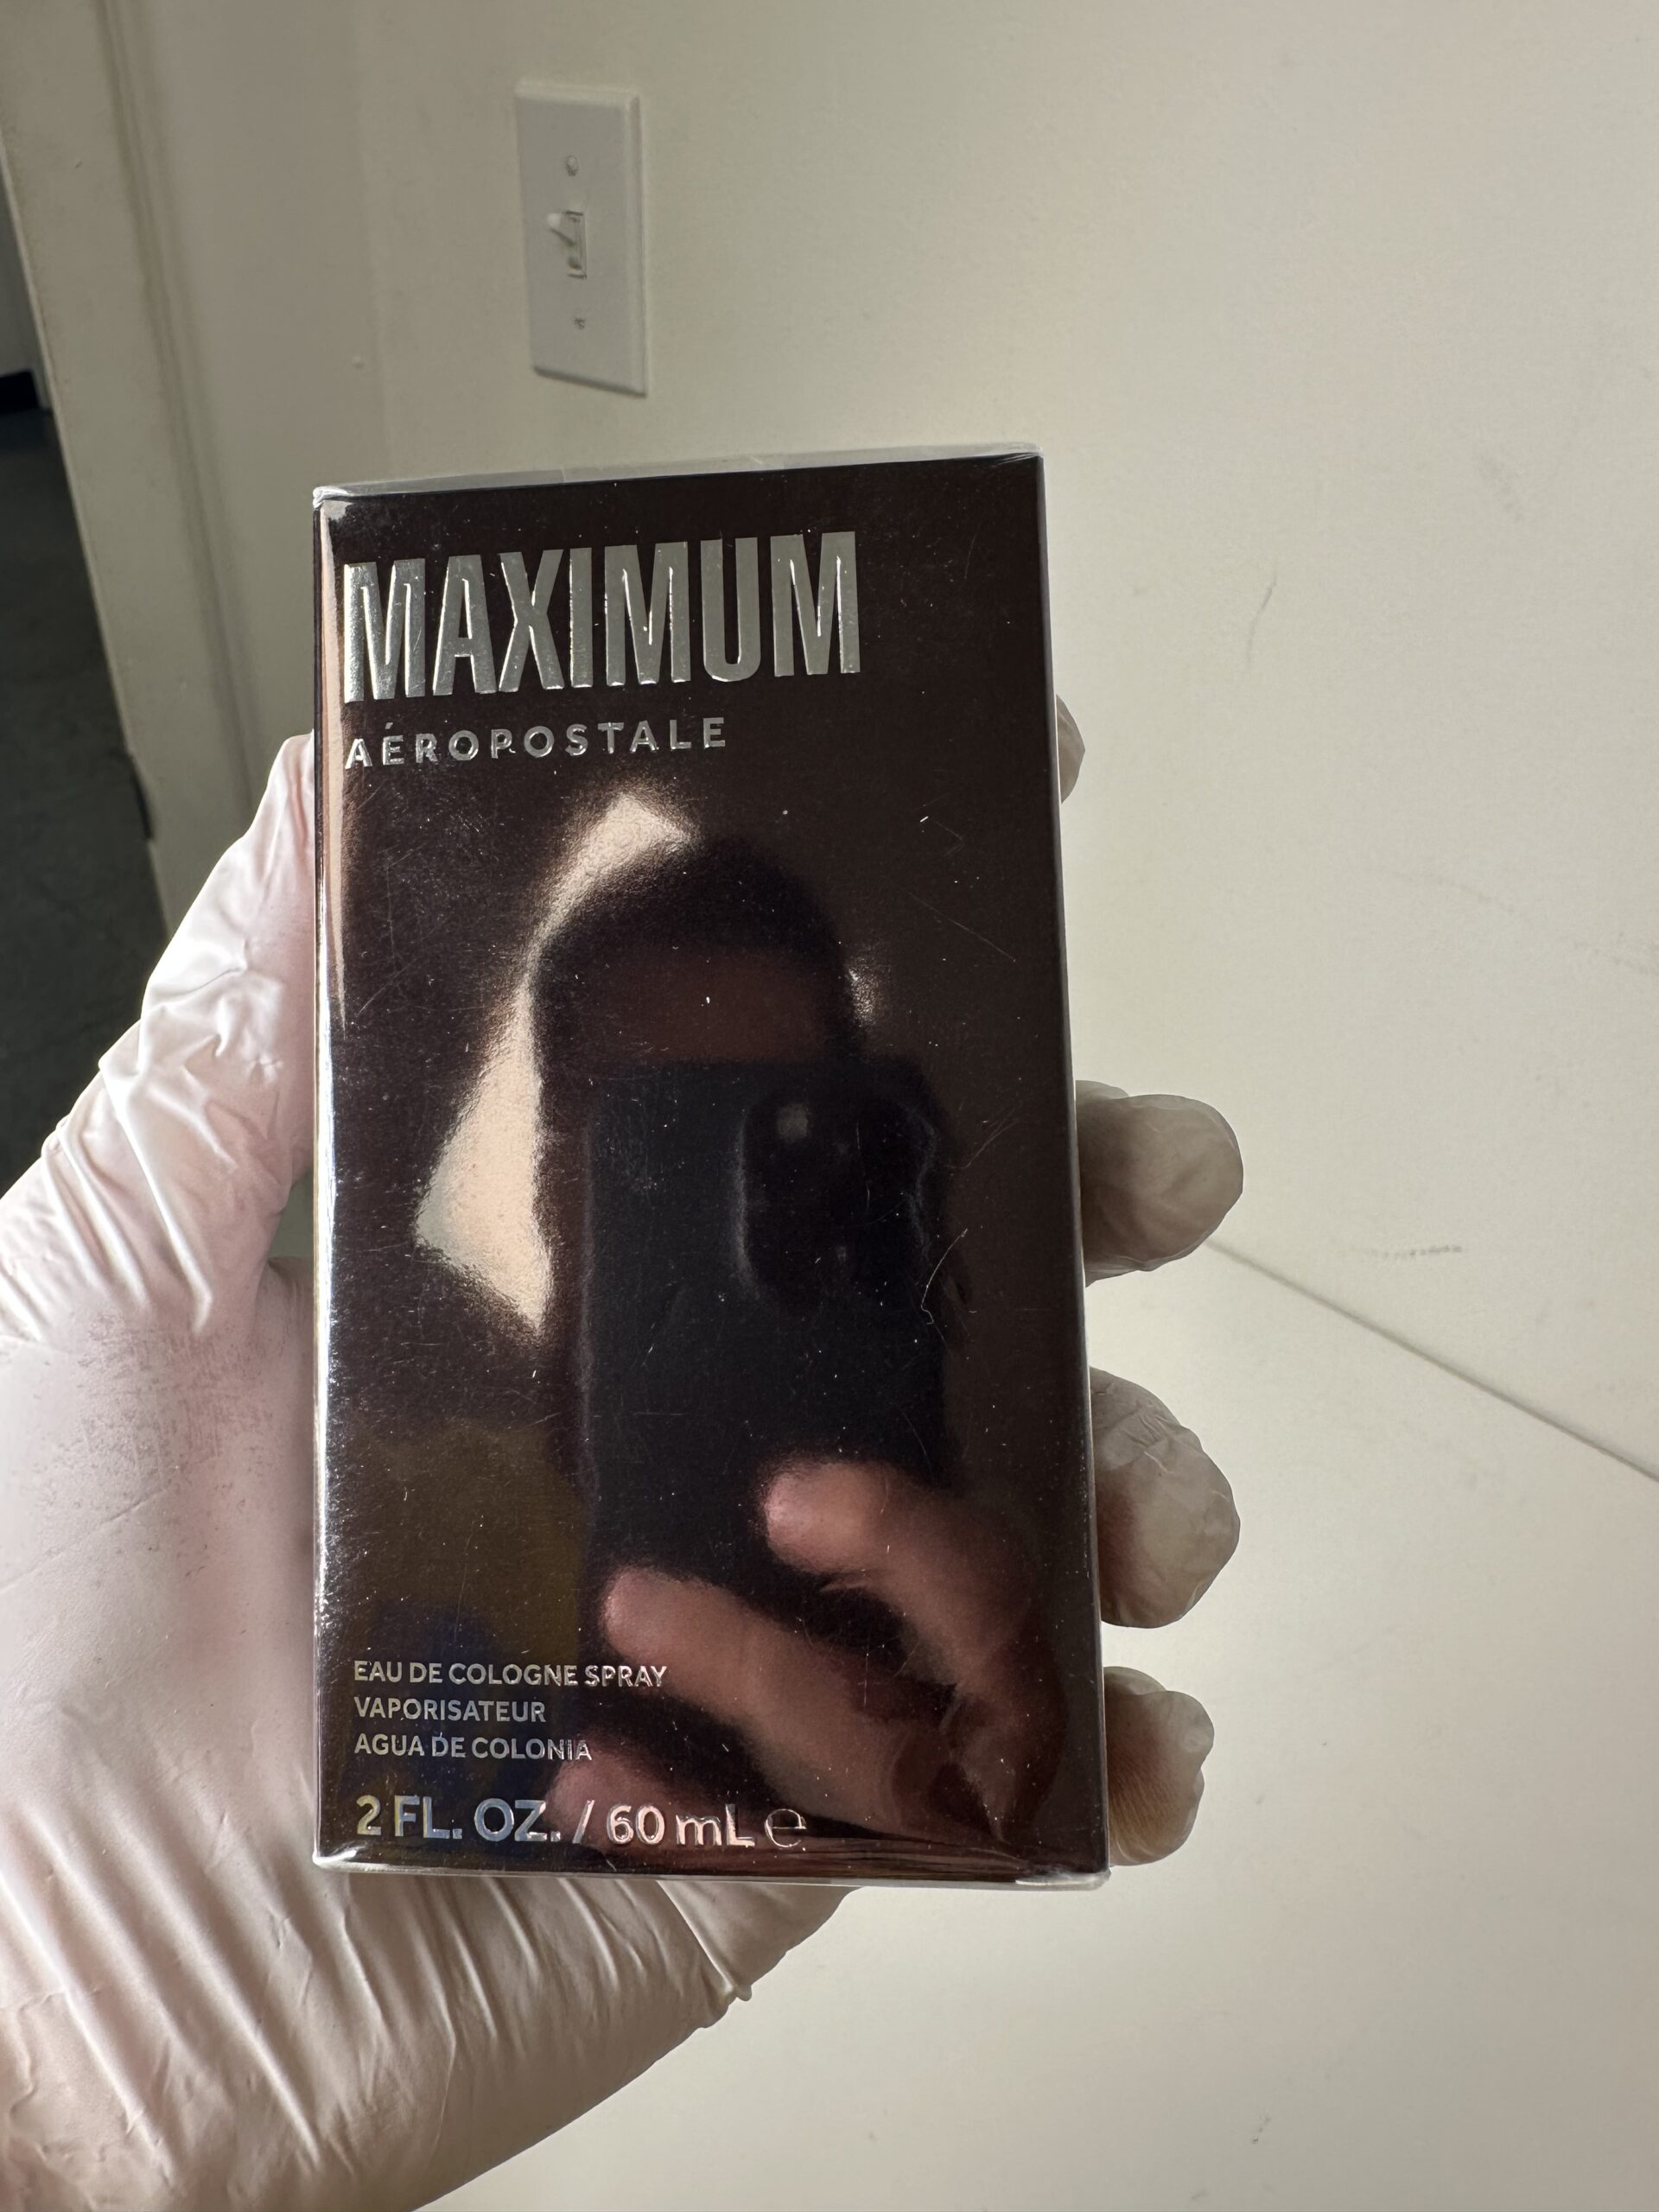 MAXIMUM
AÉROPOSTALE
EAU DE COLOGNE SPRAY
VAPORISATEUR
AGUA DE COLONIA
2 FL. OZ. / 60 mL ℮